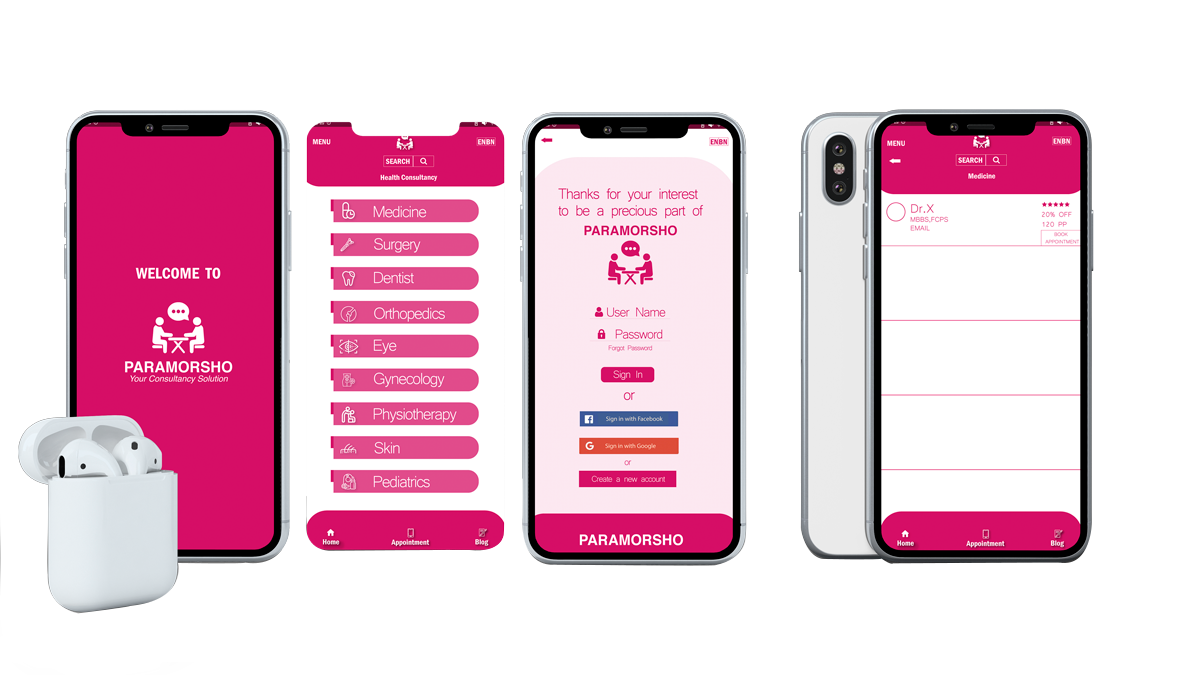 WELCOME TO
PARAMORSHO
Your Consultancy Solution
MENU
ENBN
SEARCH
Health Consultancy
Medicine
Surgery
Dentist
Orthopedics
Eye
Gynecology
Physiotherapy
Skin
Pediatrics
Home
Appointment
Blog
ENBN
Thanks for your interest
to be a precious part of
PARAMORSHO
User Name
Password
Forgot Password
Sign In
or
Sign in with Facebook
Sign in with Google
or
Create a new account
PARAMORSHO
MENU
ENBN
SEARCH
Medicine
Dr.X
MBBS,FCPS
EMAIL
20% OFF
120 PP
BOOK
APPOINTMENT
Home
Appointment
Blog